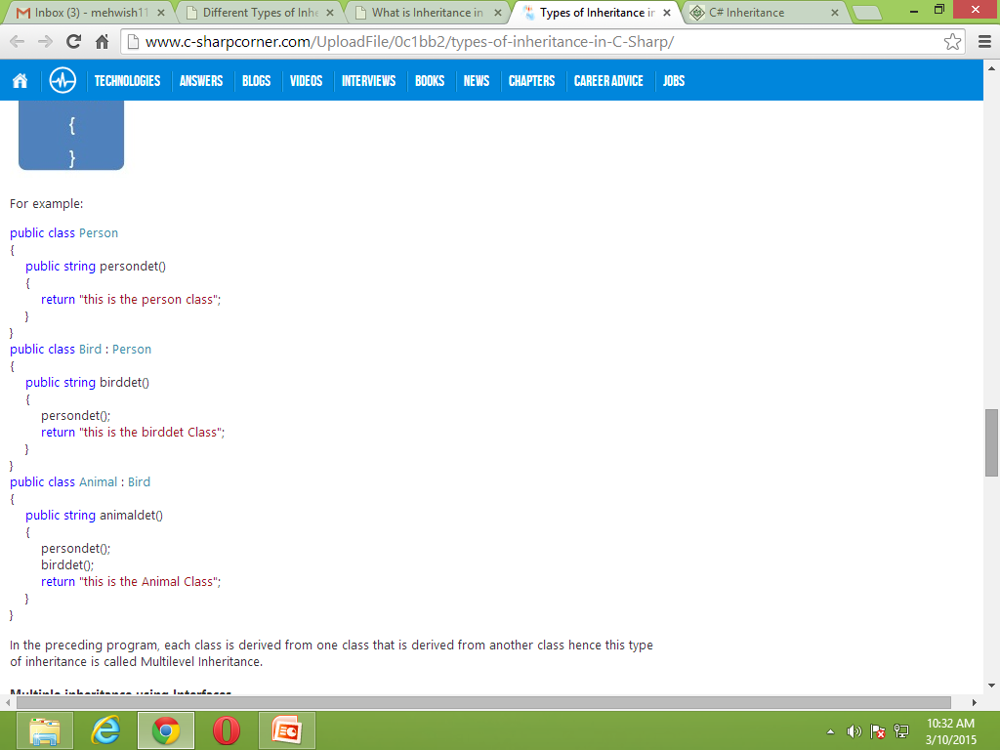 Inbox (3) - mehwish11
Different Types of Inhe
What is Inheritance in
Types of Inheritance in
C# Inheritance
www.c-sharpcorner.com/UploadFile/0c1bb2/types-of-inheritance-in-C-Sharp/
TECHNOLOGIES ANSWERS BLOGS VIDEOS INTERVIEWS BOOKS NEWS CHAPTERS CAREER ADVICE JOBS
{
}
For example:
public class Person
{
public string persondet()
{
return "this is the person class";
}
}
public class Bird : Person
{
public string birddet()
{
persondet();
return "this is the birddet Class";
}
}
public class Animal : Bird
{
public string animaldet()
{
persondet();
birddet();
return "this is the Animal Class";
}
}
In the preceding program, each class is derived from one class that is derived from another class hence this type
of inheritance is called Multilevel Inheritance.
Multiple inheritance using Interfaces
10:32 AM
3/10/2015